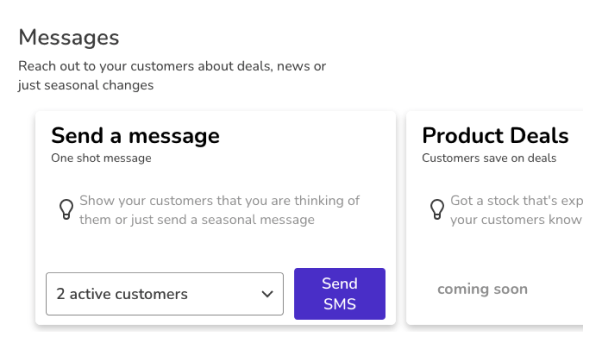 Messages
Reach out to your customers about deals, news or
just seasonal changes
Send a message
One shot message
Show your customers that you are thinking of
them or just send a seasonal message
2 active customers
Send
SMS
Product Deals
Customers save on deals
Got a stock that's exp
your customers know
coming soon